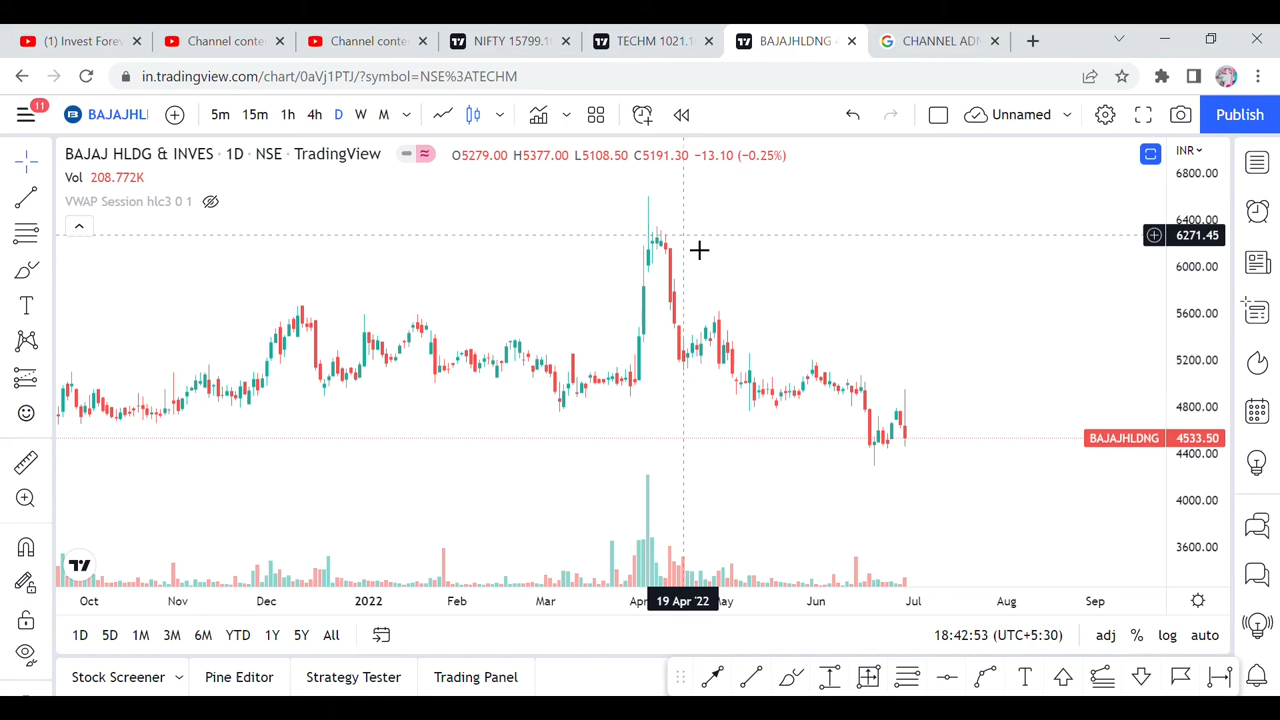 (1) Invest Fore
Channel conte
Channel conte
NIFTY 15799.1
TECHM 1021.1
BAJAJHLDNG
CHANNEL ADM
in.tradingview.com/chart/0aVj1PTJ/?symbol=NSE%3ATECHM
11
BAJAJHLI
5m 15m 1h 4h D W M
Unnamed
Publish
BAJAJ HLDG & INVES · 1D · NSE · TradingView
O5279.00 H5377.00 L5108.50 C5191.30 −13.10 (−0.25%)
INR
Vol 208.772K
VWAP Session hlc3 0 1
6800.00
6400.00
6271.45
6000.00
5600.00
5200.00
4800.00
BAJAJHLDNG 4533.50
4400.00
4000.00
3600.00
Oct Nov Dec 2022 Feb Mar Apr 19 Apr '22 May Jun Jul Aug Sep
1D 5D 1M 3M 6M YTD 1Y 5Y All
18:42:53 (UTC+5:30) adj % log auto
Stock Screener Pine Editor Strategy Tester Trading Panel
T